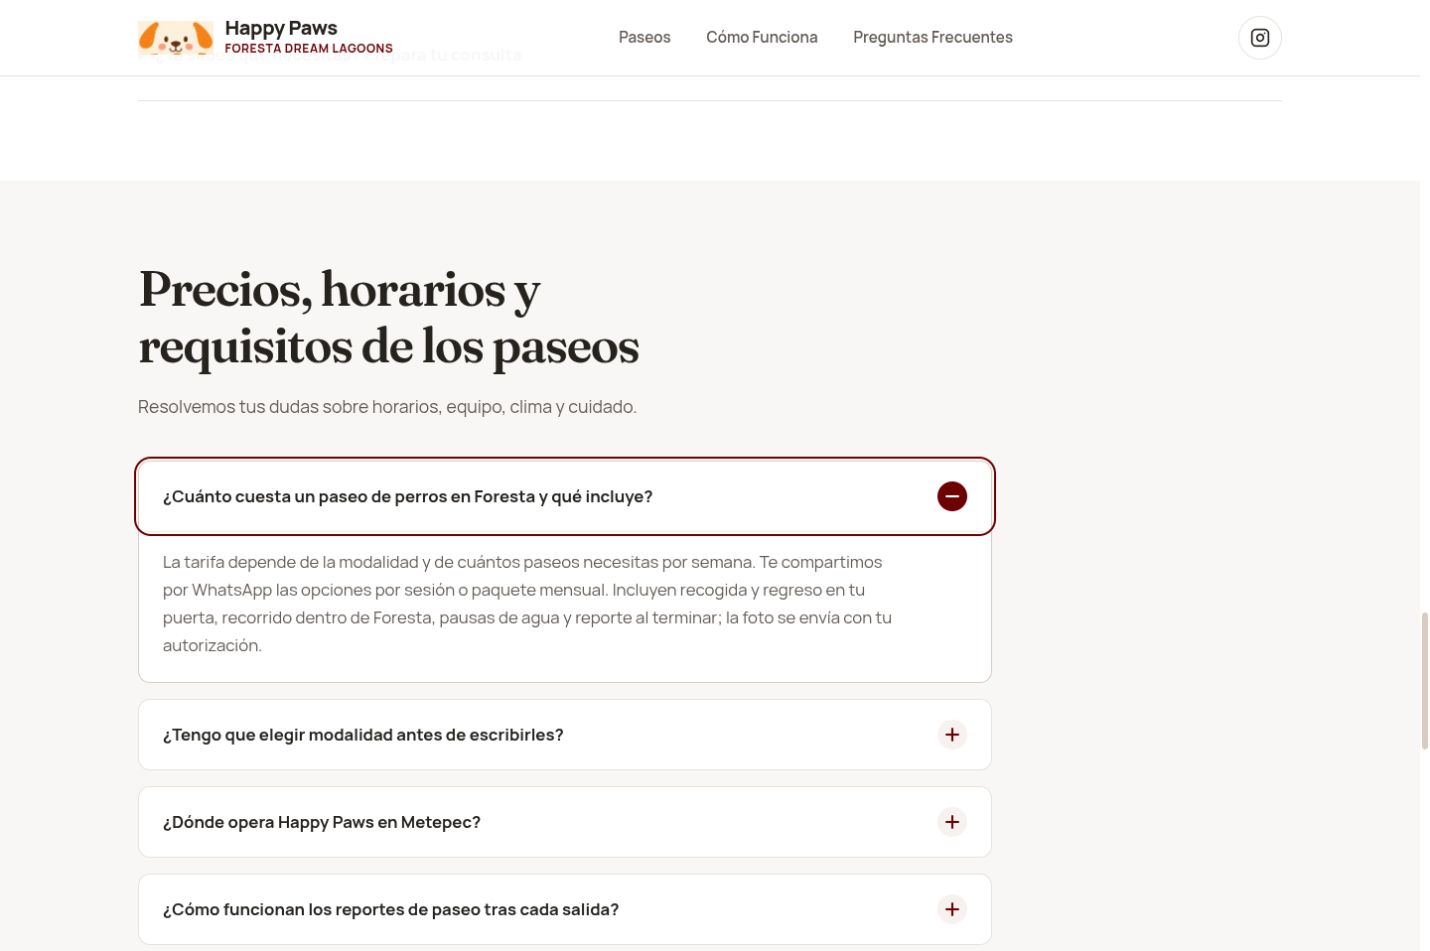 Happy Paws
FORESTA DREAM LAGOONS
Paseos
Cómo Funciona
Preguntas Frecuentes
para tu consulta
Precios, horarios y
requisitos de los paseos
Resolvemos tus dudas sobre horarios, equipo, clima y cuidado.
¿Cuánto cuesta un paseo de perros en Foresta y qué incluye?
La tarifa depende de la modalidad y de cuántos paseos necesitas por semana. Te compartimos
por WhatsApp las opciones por sesión o paquete mensual. Incluyen recogida y regreso en tu
puerta, recorrido dentro de Foresta, pausas de agua y reporte al terminar; la foto se envía con tu
autorización.
¿Tengo que elegir modalidad antes de escribirles?
¿Dónde opera Happy Paws en Metepec?
¿Cómo funcionan los reportes de paseo tras cada salida?